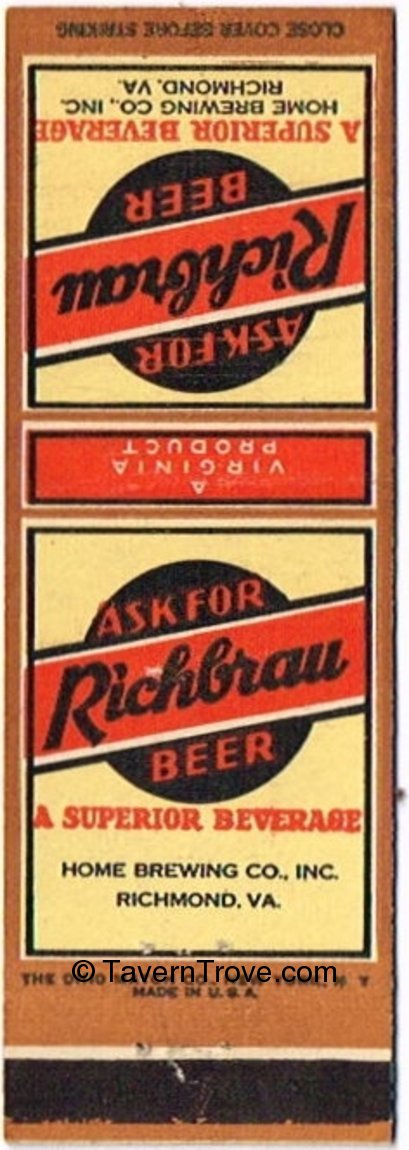 CLOSE COVER BEFORE STRIKING
HOME BREWING CO., INC.
RICHMOND, VA.
A SUPERIOR BEVERAGE
ASK FOR
Richbrau
BEER
A
VIRGINIA
PRODUCT
ASK FOR
Richbrau
BEER
A SUPERIOR BEVERAGE
HOME BREWING CO., INC.
RICHMOND, VA.
© TavernTrove.com
THE
MADE IN U.S.A.